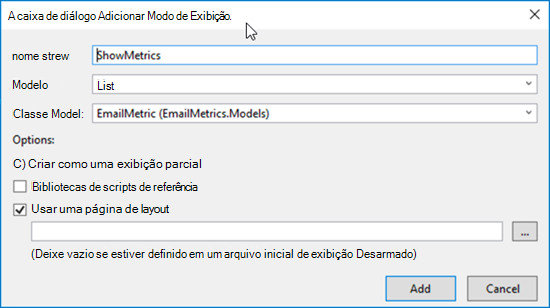 A caixa de diálogo Adicionar Modo de Exibição.
nome strew ShowMetrics
Modelo List
Classe Model: EmailMetric (EmailMetrics.Models)
Options:
C) Criar como uma exibição parcial
Bibliotecas de scripts de referência
Usar uma página de layout
...
(Deixe vazio se estiver definido em um arquivo inicial de exibição Desarmado)
Add Cancel